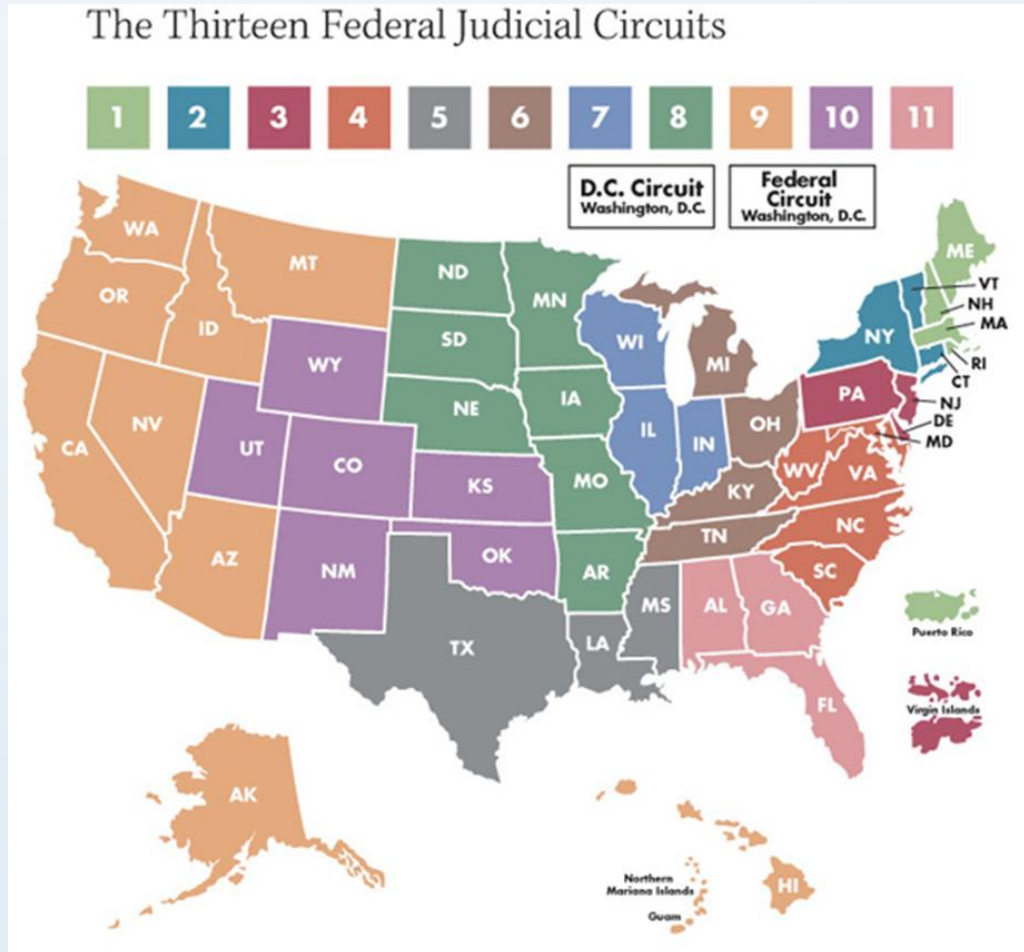 The Thirteen Federal Judicial Circuits
1 2 3 4 5 6 7 8 9 10 11
D.C. Circuit
Washington, D.C.
Federal
Circuit
Washington, D.C.
WA
MT
ND
MN
ME
VT
NH
MA
OR
ID
SD
WI
NY
RI
CT
WY
MI
PA
NJ
DE
MD
NV
NE
IA
OH
CA
UT
CO
IL
IN
WV
VA
KS
MO
KY
NC
TN
AZ
NM
OK
AR
SC
MS
AL
GA
TX
LA
Puerto Rico
FL
Virgin Islands
AK
Northern
Mariana Islands
HI
Guam